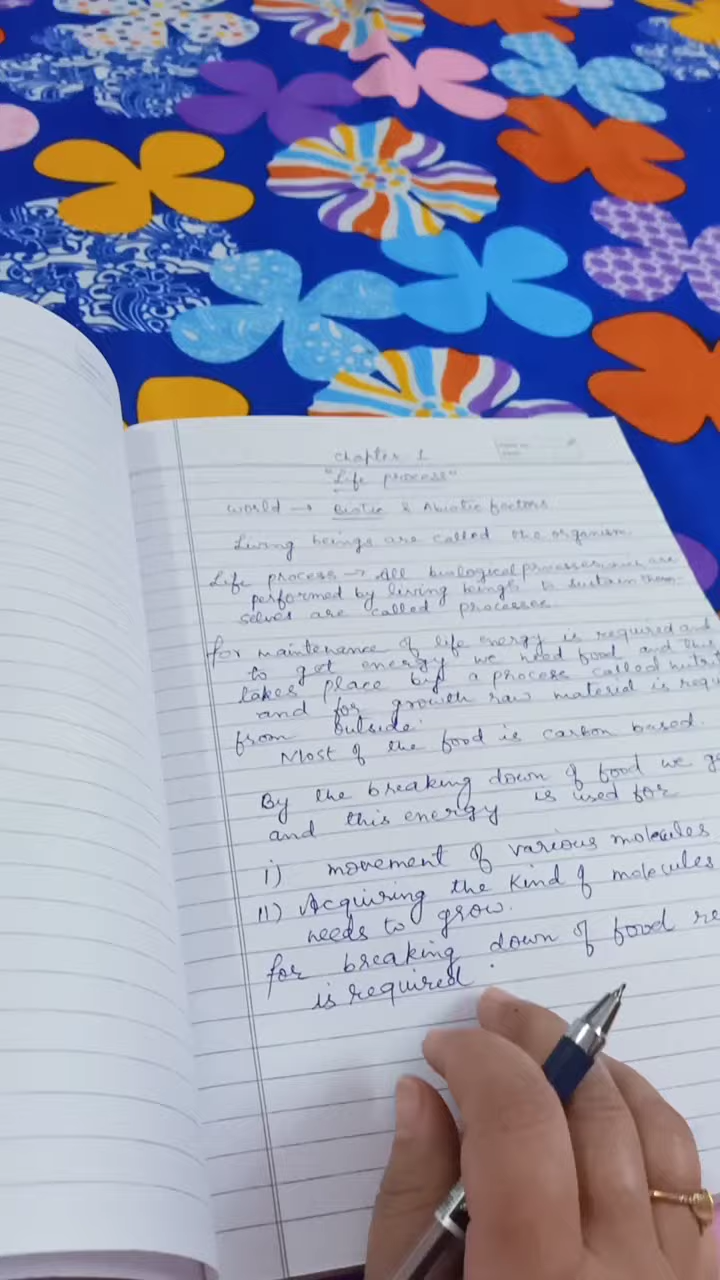 Chapter 1
"Life process"
World → Biotic & Abiotic factors
Living beings are called the organism.
Life process → All biological processes which are
performed by living beings to sustain them-
selves are called processes.
for maintenance of life energy is required and
to get energy we need food and this
takes place by a process called nutrit
and for growth raw material is requ
from outside.
Most of the food is carbon based.
By the breaking down of food we g
and this energy is used for
i) movement of various molecules
II) Acquiring the kind of molecules
needs to grow.
for breaking down of food re
is required.